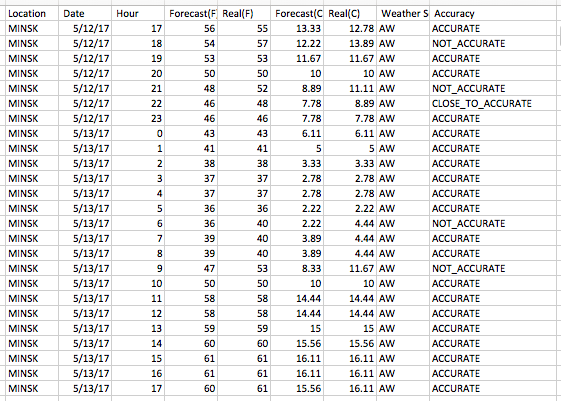 Location Date Hour Forecast(F) Real(F) Forecast(C Real(C) Weather S Accuracy
MINSK 5/12/17 17 56 55 13.33 12.78 AW ACCURATE
MINSK 5/12/17 18 54 57 12.22 13.89 AW NOT_ACCURATE
MINSK 5/12/17 19 53 53 11.67 11.67 AW ACCURATE
MINSK 5/12/17 20 50 50 10 10 AW ACCURATE
MINSK 5/12/17 21 48 52 8.89 11.11 AW NOT_ACCURATE
MINSK 5/12/17 22 46 48 7.78 8.89 AW CLOSE_TO_ACCURATE
MINSK 5/12/17 23 46 46 7.78 7.78 AW ACCURATE
MINSK 5/13/17 0 43 43 6.11 6.11 AW ACCURATE
MINSK 5/13/17 1 41 41 5 5 AW ACCURATE
MINSK 5/13/17 2 38 38 3.33 3.33 AW ACCURATE
MINSK 5/13/17 3 37 37 2.78 2.78 AW ACCURATE
MINSK 5/13/17 4 37 37 2.78 2.78 AW ACCURATE
MINSK 5/13/17 5 36 36 2.22 2.22 AW ACCURATE
MINSK 5/13/17 6 36 40 2.22 4.44 AW NOT_ACCURATE
MINSK 5/13/17 7 39 40 3.89 4.44 AW ACCURATE
MINSK 5/13/17 8 39 40 3.89 4.44 AW ACCURATE
MINSK 5/13/17 9 47 53 8.33 11.67 AW NOT_ACCURATE
MINSK 5/13/17 10 50 50 10 10 AW ACCURATE
MINSK 5/13/17 11 58 58 14.44 14.44 AW ACCURATE
MINSK 5/13/17 12 58 58 14.44 14.44 AW ACCURATE
MINSK 5/13/17 13 59 59 15 15 AW ACCURATE
MINSK 5/13/17 14 60 60 15.56 15.56 AW ACCURATE
MINSK 5/13/17 15 61 61 16.11 16.11 AW ACCURATE
MINSK 5/13/17 16 61 61 16.11 16.11 AW ACCURATE
MINSK 5/13/17 17 60 61 15.56 16.11 AW ACCURATE